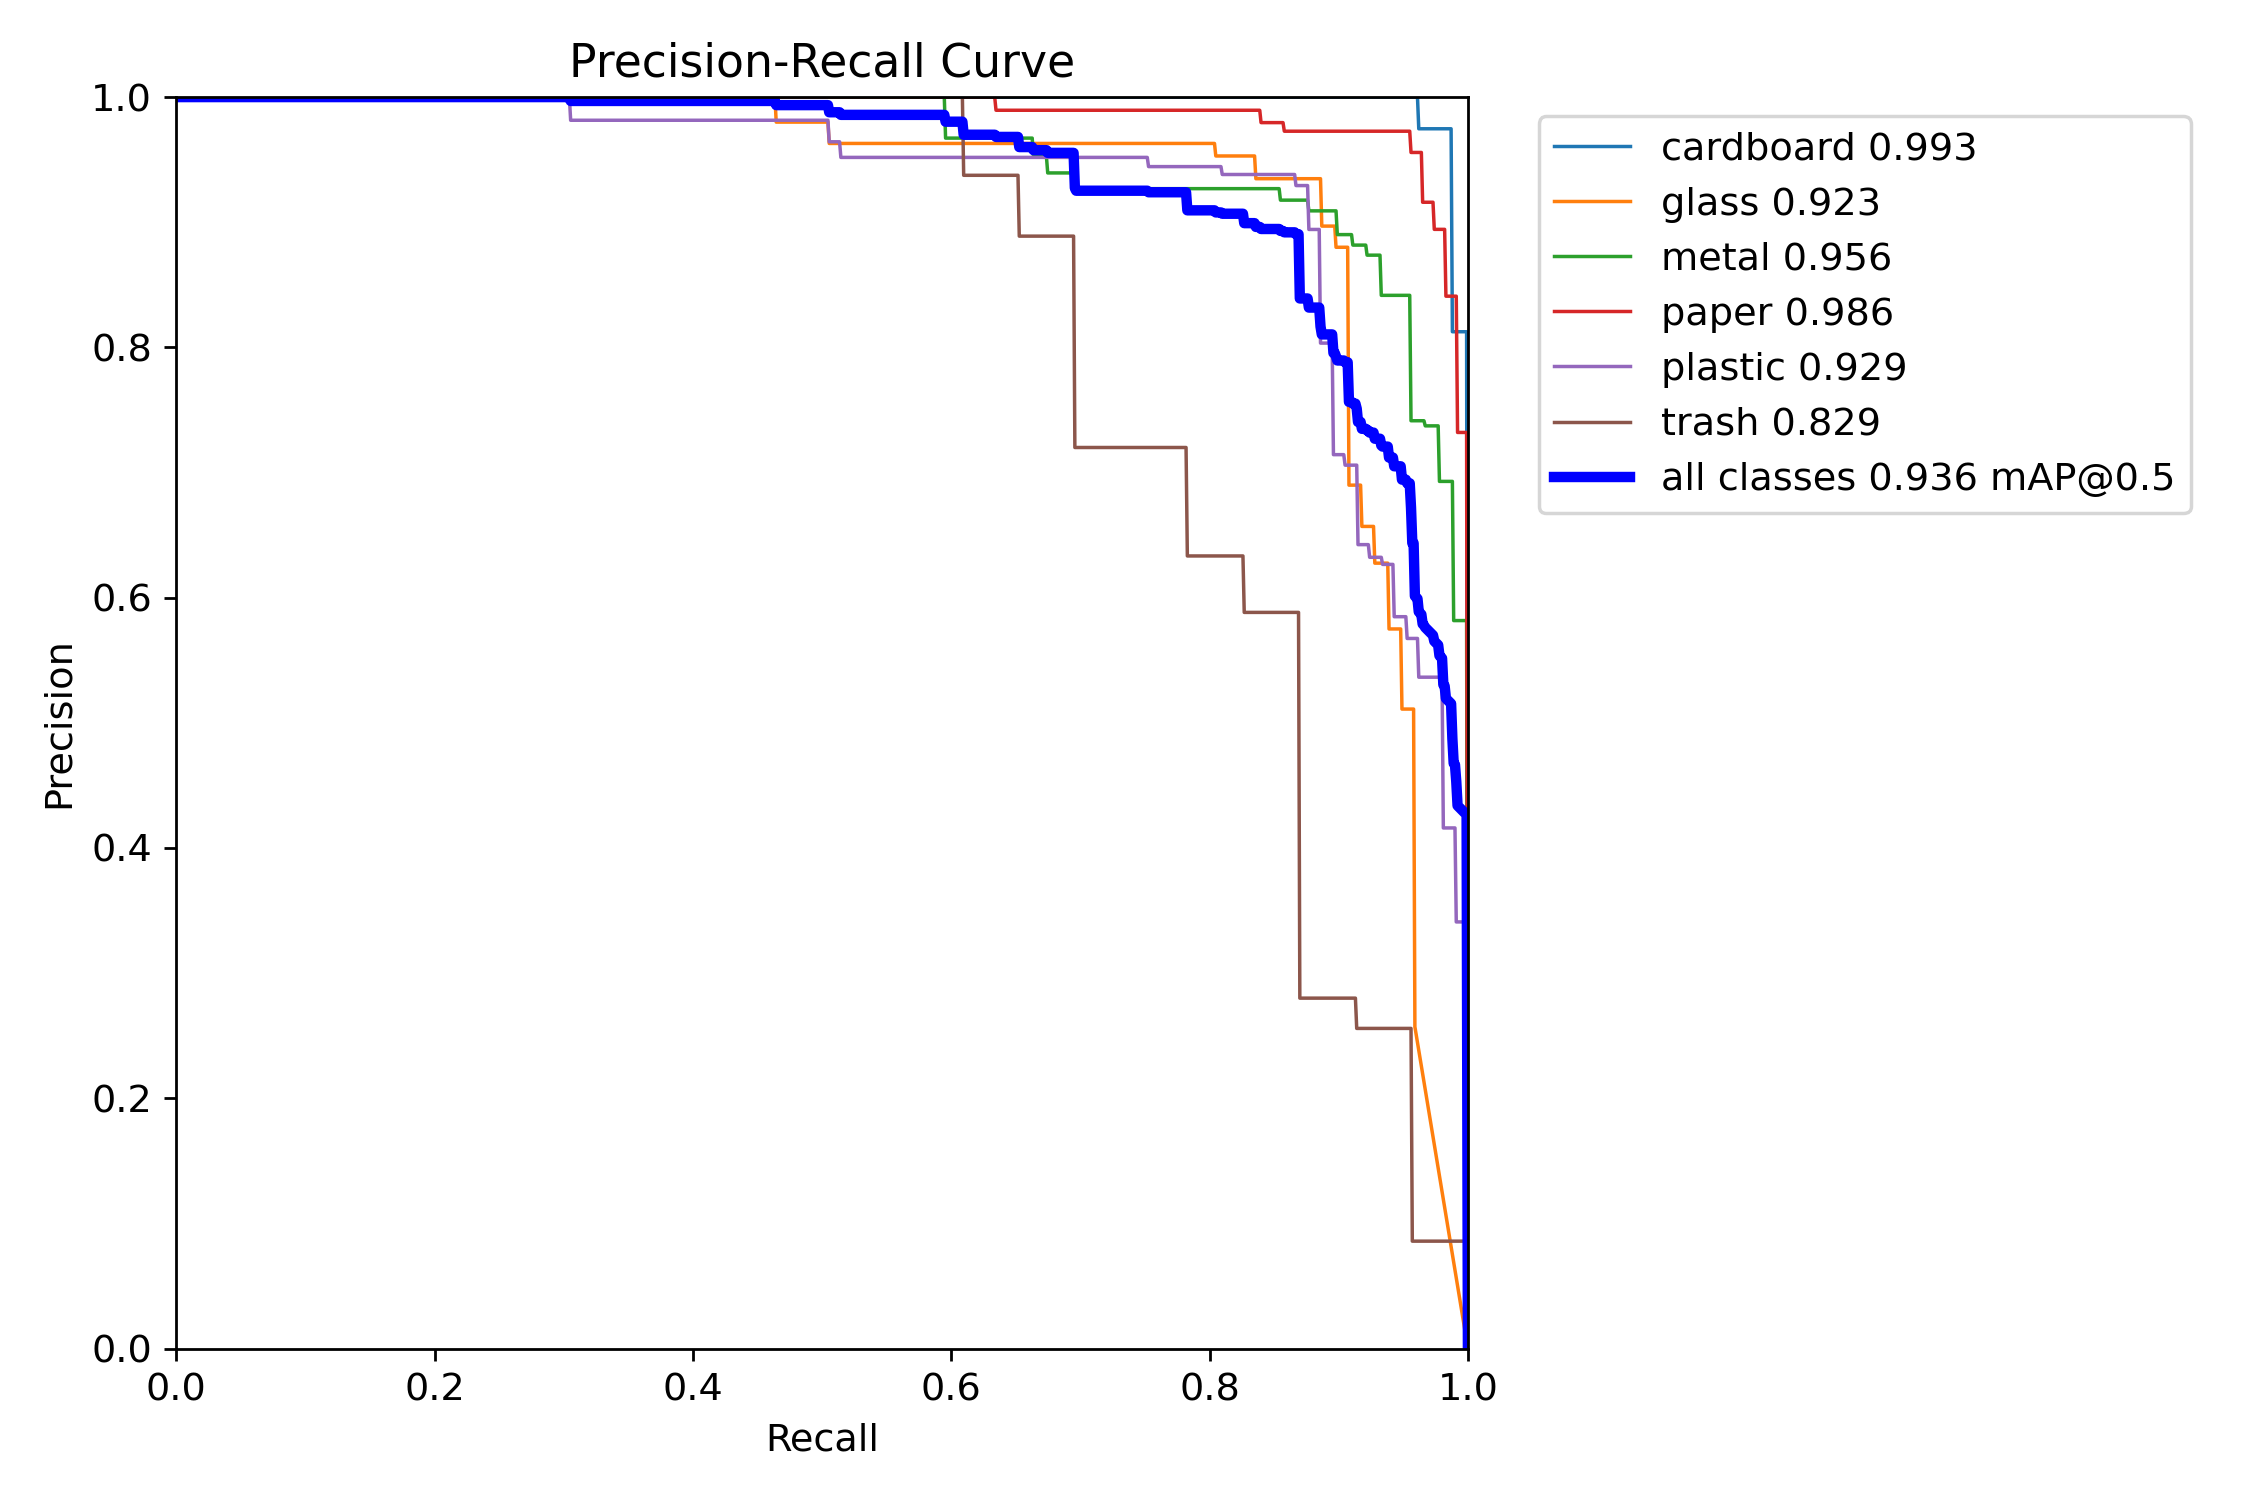 Precision-Recall Curve
1.0
0.8
0.6
0.4
0.2
0.0
Precision
0.0 0.2 0.4 0.6 0.8 1.0
Recall
cardboard 0.993
glass 0.923
metal 0.956
paper 0.986
plastic 0.929
trash 0.829
all classes 0.936 mAP@0.5